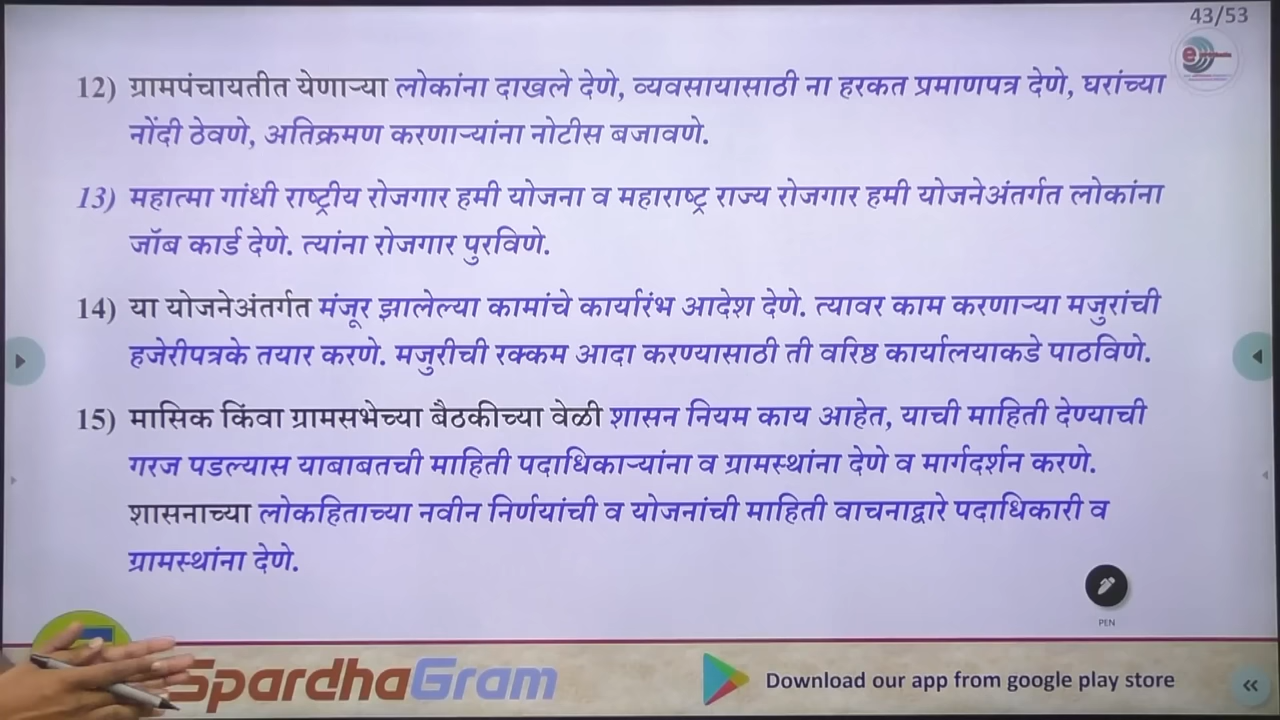 43/53
12) ग्रामपंचायतीत येणाऱ्या लोकांना दाखले देणे, व्यवसायासाठी ना हरकत प्रमाणपत्र देणे, घरांच्या
नोंदी ठेवणे, अतिक्रमण करणाऱ्यांना नोटीस बजावणे.
13) महात्मा गांधी राष्ट्रीय रोजगार हमी योजना व महाराष्ट्र राज्य रोजगार हमी योजनेअंतर्गत लोकांना
जॉब कार्ड देणे. त्यांना रोजगार पुरविणे.
14) या योजनेअंतर्गत मंजूर झालेल्या कामांचे कार्यारंभ आदेश देणे. त्यावर काम करणाऱ्या मजुरांची
हजेरीपत्रके तयार करणे. मजुरीची रक्कम आदा करण्यासाठी ती वरिष्ठ कार्यालयाकडे पाठविणे.
15) मासिक किंवा ग्रामसभेच्या बैठकीच्या वेळी शासन नियम काय आहेत, याची माहिती देण्याची
गरज पडल्यास याबाबतची माहिती पदाधिकाऱ्यांना व ग्रामस्थांना देणे व मार्गदर्शन करणे.
शासनाच्या लोकहिताच्या नवीन निर्णयांची व योजनांची माहिती वाचनाद्वारे पदाधिकारी व
ग्रामस्थांना देणे.
PEN
SpardhaGram
Download our app from google play store